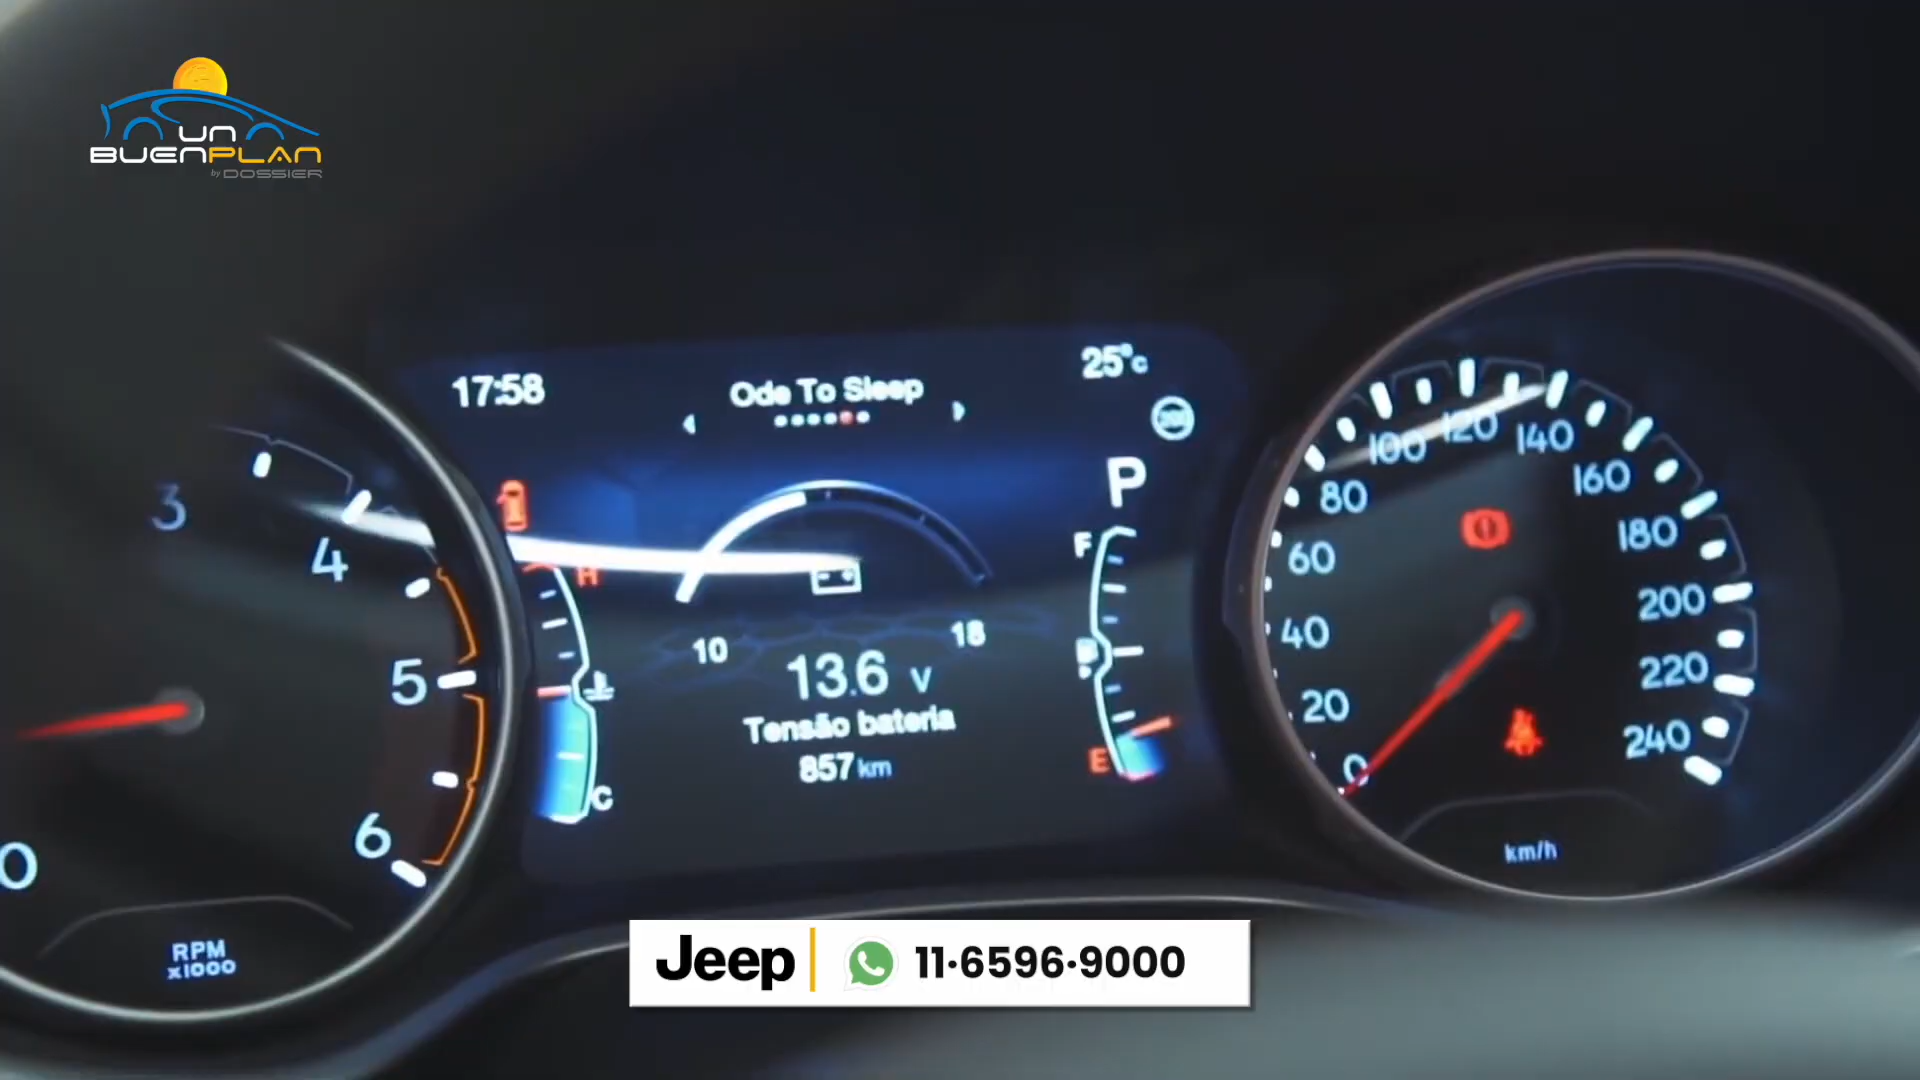 UN
BUENPLAN
by DOSSIER
17:58
Ode To Sleep
25°c
P
F
H
10
18
13.6 v
Tensão bateria
857 km
C
E
3
4
5
6
0
RPM
x1000
0
20
40
60
80
100
120
140
160
180
200
220
240
km/h
Jeep
11·6596·9000